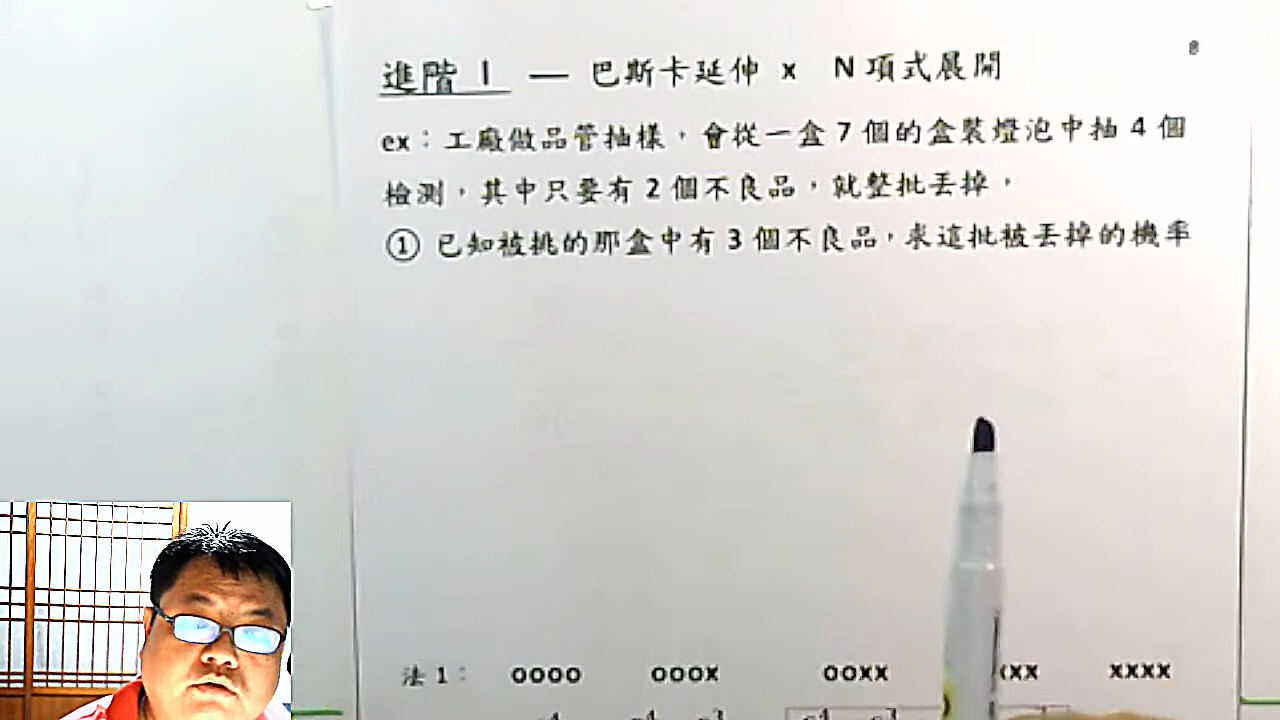 8
進階 1 — 巴斯卡延伸 x N 項式展開
ex：工廠做品管抽樣，會從一盒 7 個的盒裝燈泡中抽 4 個
檢測，其中只要有 2 個不良品，就整批丟掉，
① 已知被挑的那盒中有 3 個不良品，求這批被丟掉的機率
法 1： OOOO OOOX OOXX XX XXXX